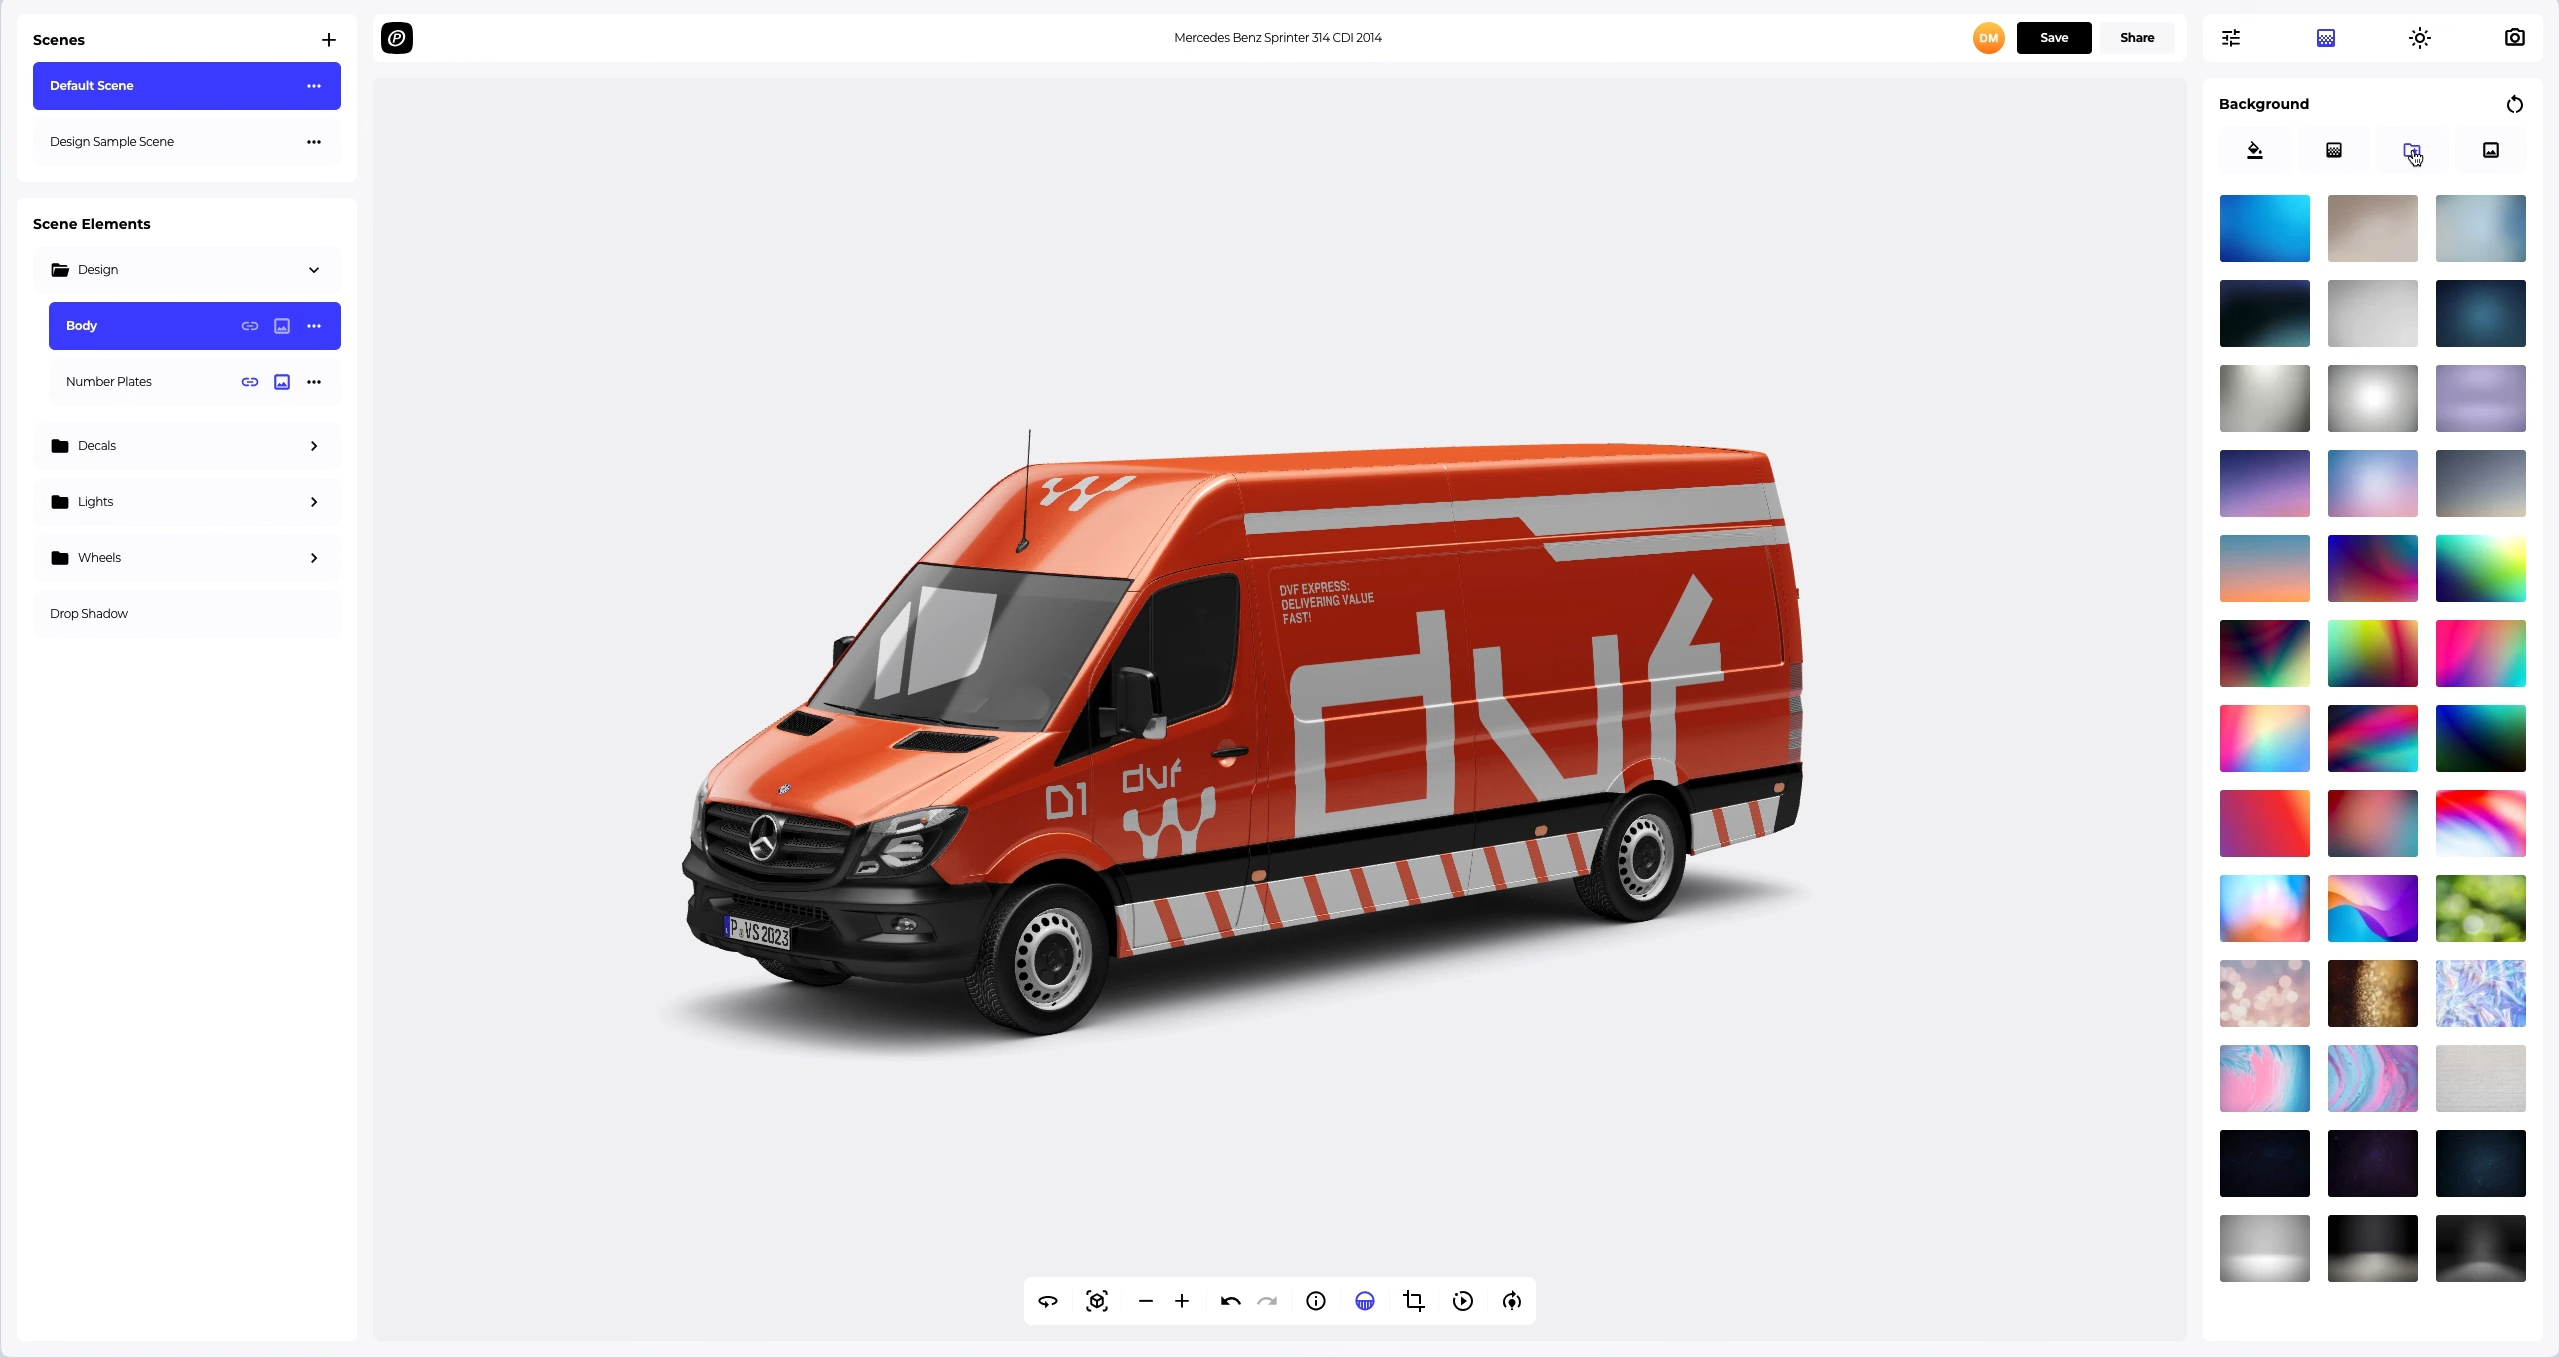 Scenes
Mercedes Benz Sprinter 314 CDI 2014
DM
Save
Share
Default Scene
Design Sample Scene
Background
Scene Elements
Design
Body
Number Plates
Decals
Lights
Wheels
Drop Shadow
DVF EXPRESS:
DELIVERING VALUE
FAST!
dvf
D1
dvf
P VS 2023